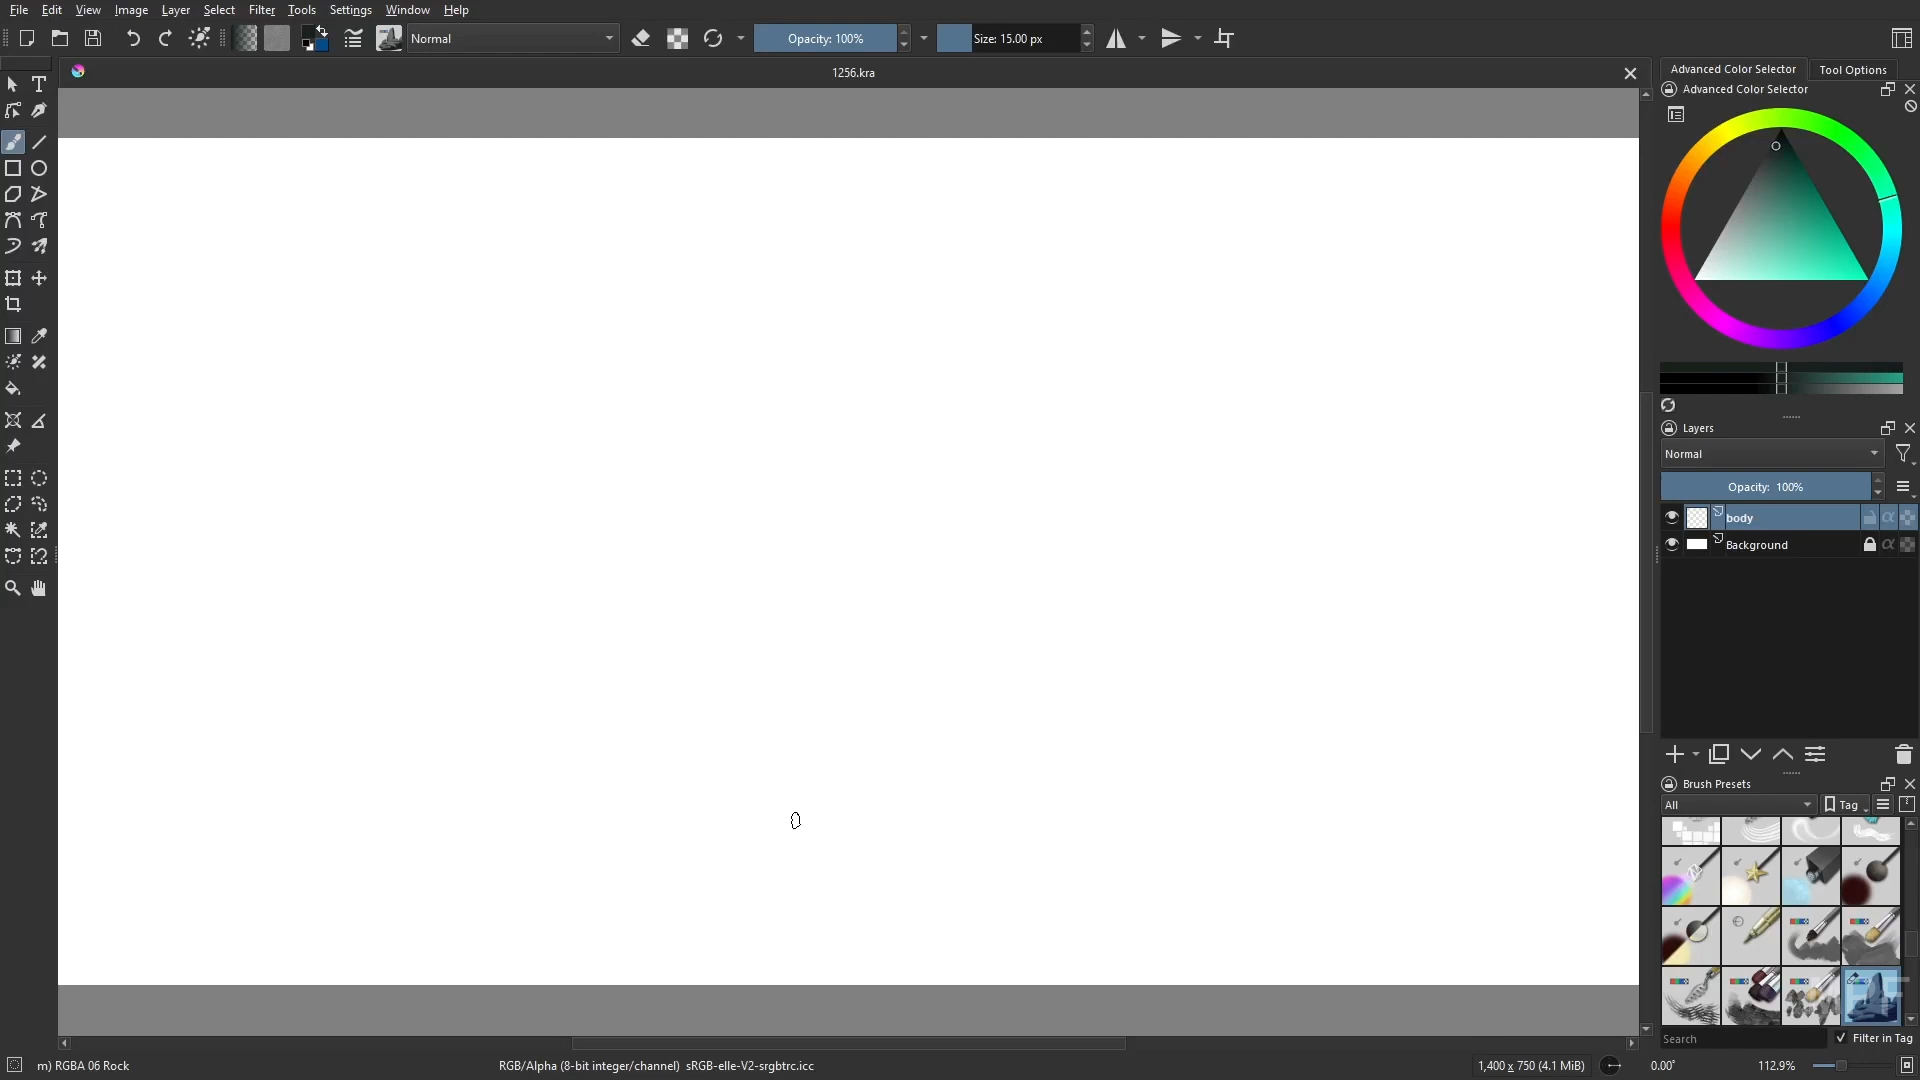 File Edit View Image Layer Select Filter Tools Settings Window Help
Normal Opacity: 100% Size: 15.00 px
1256.kra
Advanced Color Selector Tool Options
Advanced Color Selector
Layers
Normal
Opacity: 100%
body
Background
Brush Presets
All Tag
Search Filter in Tag
m) RGBA 06 Rock RGB/Alpha (8-bit integer/channel) sRGB-elle-V2-srgbtrc.icc 1,400 x 750 (4.1 MiB) 0.00° 112.9%